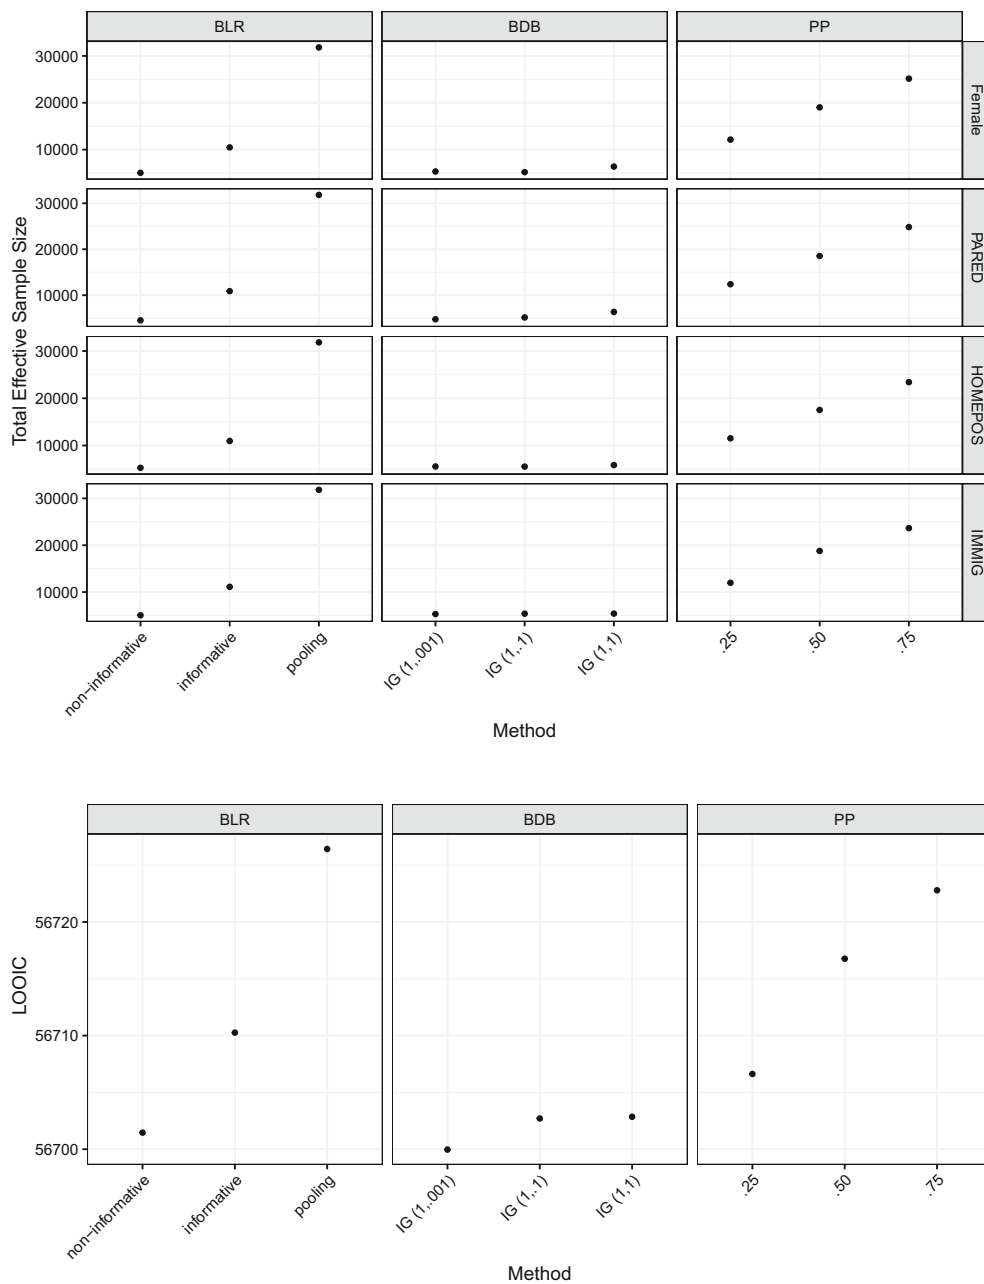 BLR BDB PP
30000
20000
10000
Female
30000
20000
10000
PARED
30000
20000
10000
HOMEPOS
30000
20000
10000
IMMIG
Total Effective Sample Size
non−informative informative pooling IG (1,.001) IG (1,.1) IG (1,1) .25 .50 .75
Method
BLR BDB PP
56720
56710
56700
LOOIC
non−informative informative pooling IG (1,.001) IG (1,.1) IG (1,1) .25 .50 .75
Method